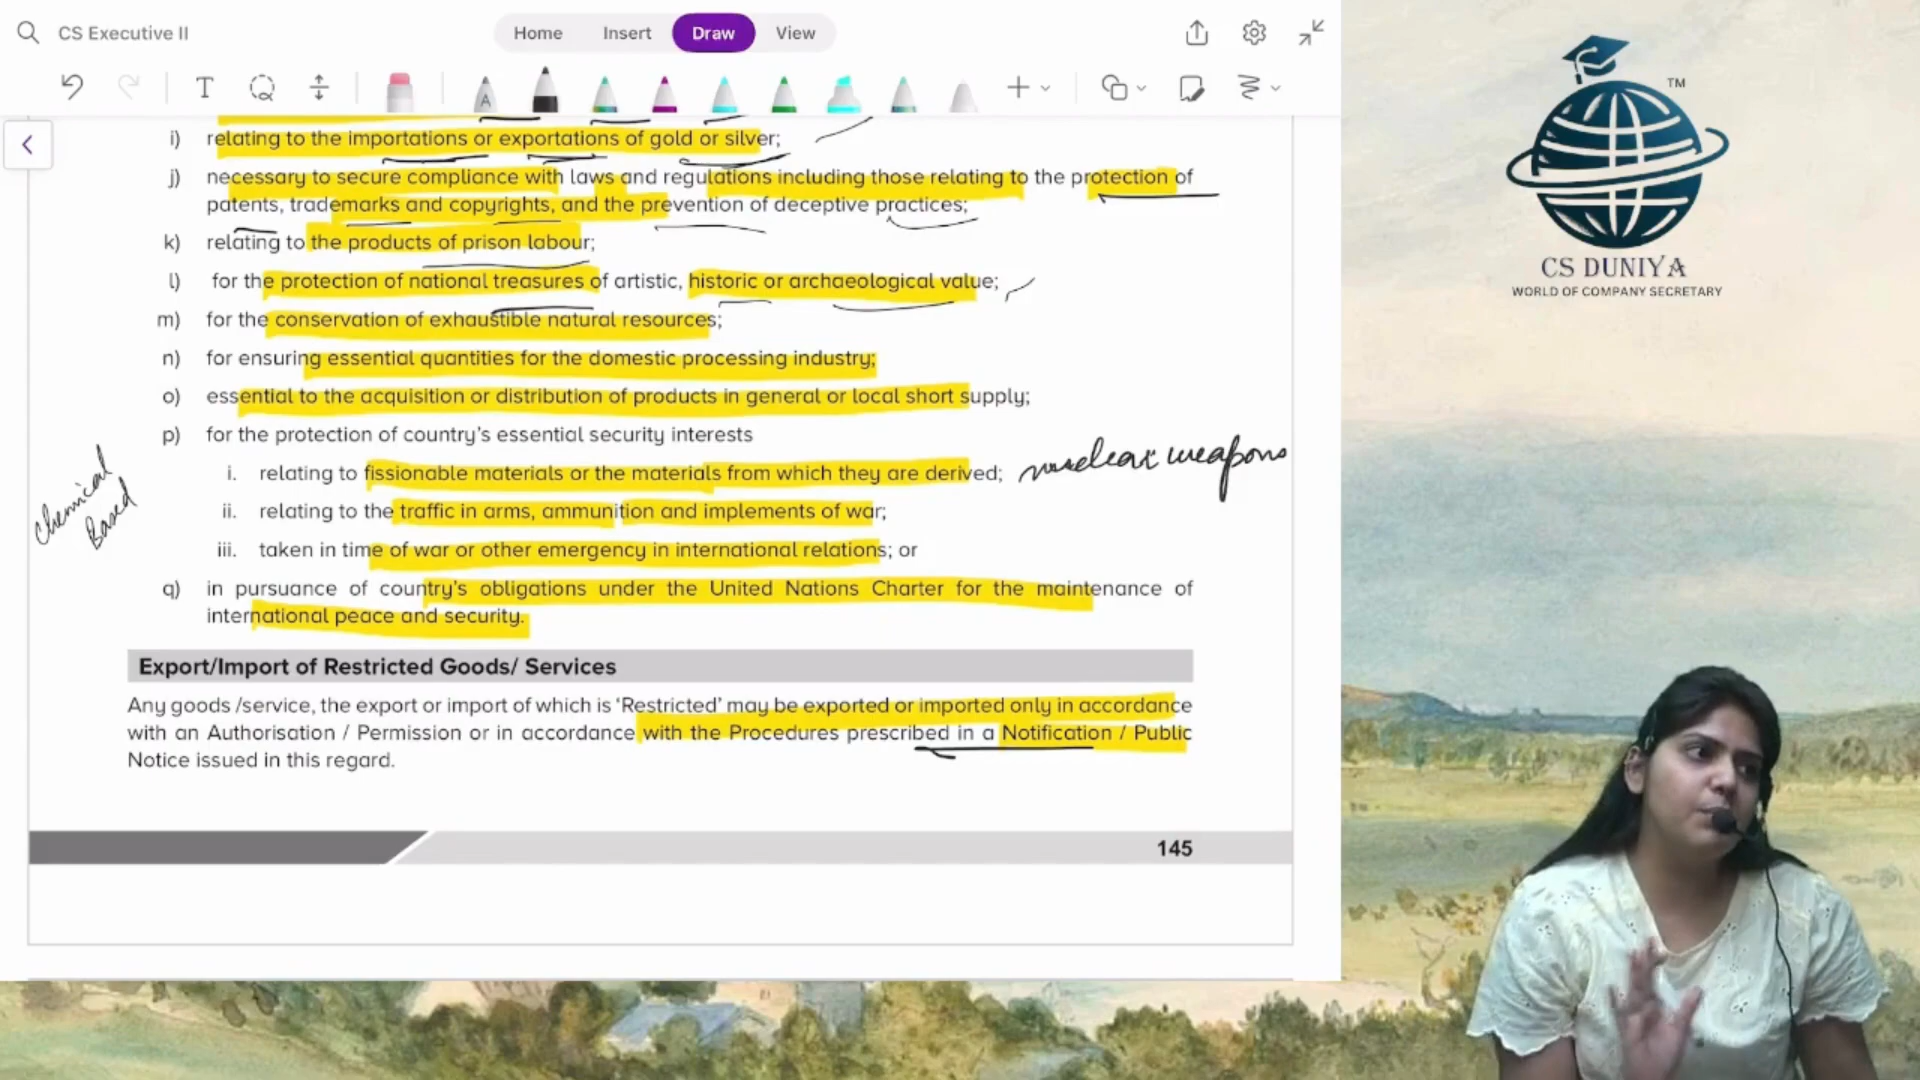 CS Executive II
Home
Insert
Draw
View
T
A
i) relating to the importations or exportations of gold or silver;
j) necessary to secure compliance with laws and regulations including those relating to the protection of
patents, trademarks and copyrights, and the prevention of deceptive practices;
k) relating to the products of prison labour;
l) for the protection of national treasures of artistic, historic or archaeological value;
m) for the conservation of exhaustible natural resources;
n) for ensuring essential quantities for the domestic processing industry;
o) essential to the acquisition or distribution of products in general or local short supply;
p) for the protection of country's essential security interests
i. relating to fissionable materials or the materials from which they are derived; nuclear weapons
ii. relating to the traffic in arms, ammunition and implements of war;
iii. taken in time of war or other emergency in international relations; or
Chemical
Based
q) in pursuance of country's obligations under the United Nations Charter for the maintenance of
international peace and security.
Export/Import of Restricted Goods/ Services
Any goods /service, the export or import of which is ‘Restricted’ may be exported or imported only in accordance
with an Authorisation / Permission or in accordance with the Procedures prescribed in a Notification / Public
Notice issued in this regard.
145
TM
CS DUNIYA
WORLD OF COMPANY SECRETARY